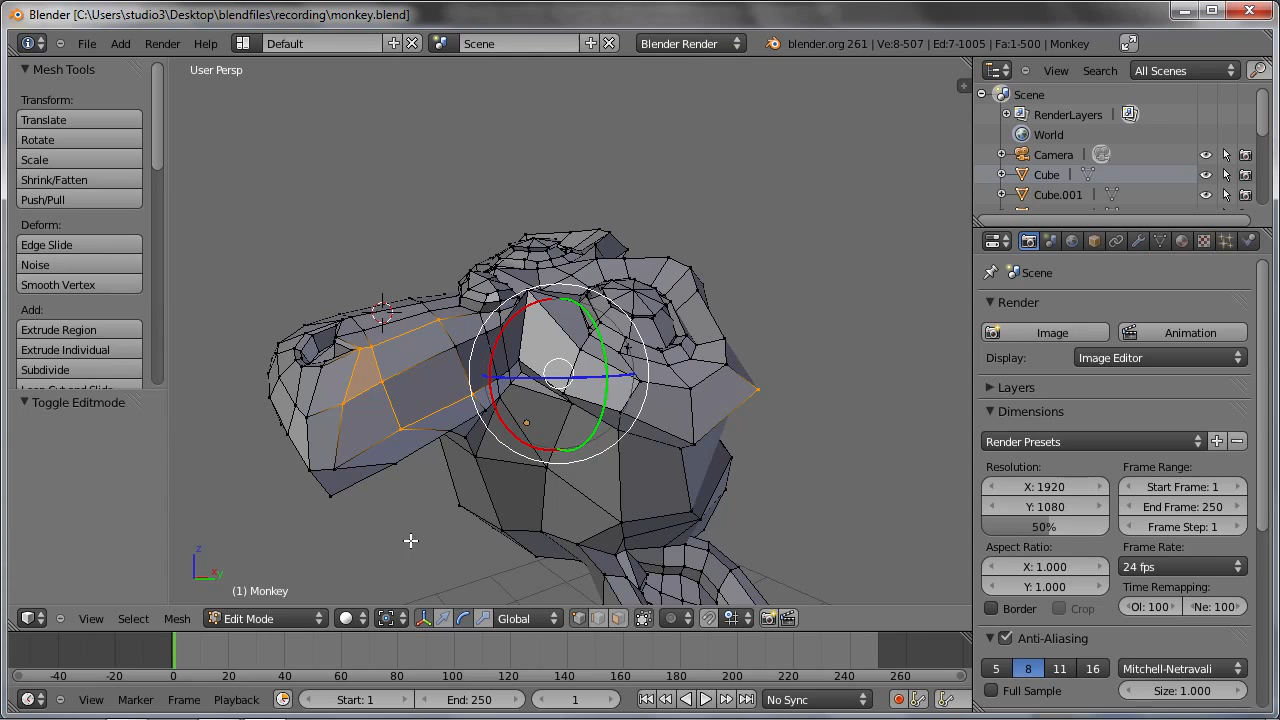 Blender [C:\Users\studio3\Desktop\blendfiles\recording\monkey.blend]
File Add Render Help Default Scene Blender Render blender.org 261 | Ve:8-507 | Ed:7-1005 | Fa:1-500 | Monkey
Mesh Tools
Transform:
Translate
Rotate
Scale
Shrink/Fatten
Push/Pull
Deform:
Edge Slide
Noise
Smooth Vertex
Add:
Extrude Region
Extrude Individual
Subdivide
Toggle Editmode
User Persp
z
x
y
(1) Monkey
View Select Mesh Edit Mode Global
-40 -20 0 20 40 60 80 100 120 140 160 180 200 220 240 260
View Marker Frame Playback Start: 1 End: 250 1 No Sync
View Search All Scenes
Scene
RenderLayers
World
Camera
Cube
Cube.001
Scene
Render
Image Animation
Display: Image Editor
Layers
Dimensions
Render Presets
Resolution: Frame Range:
X: 1920 Start Frame: 1
Y: 1080 End Frame: 250
50% Frame Step: 1
Aspect Ratio: Frame Rate:
X: 1.000 24 fps
Y: 1.000 Time Remapping:
Border Crop Ol: 100 Ne: 100
Anti-Aliasing
5 8 11 16 Mitchell-Netravali
Full Sample Size: 1.000